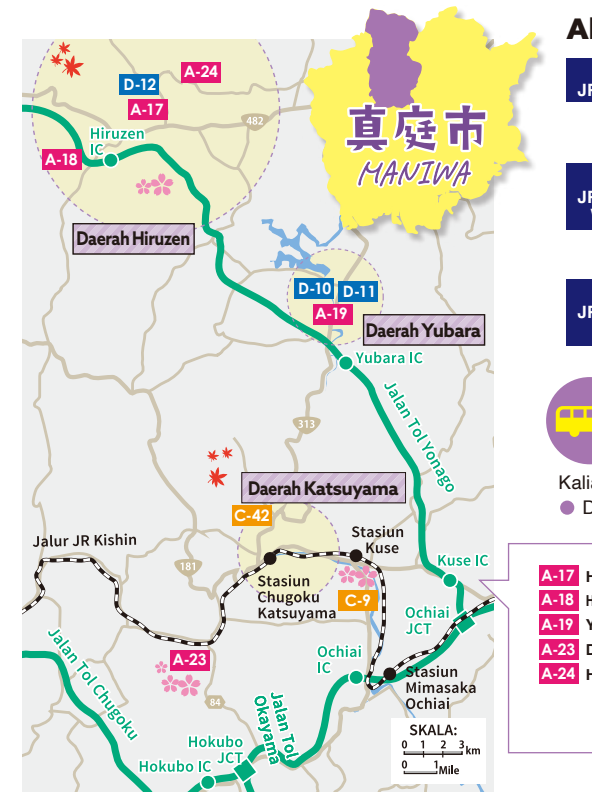 A-24
D-12
A-17
482
Hiruzen
IC
A-18
Daerah Hiruzen
真庭市
MANIWA
D-10
D-11
A-19
Daerah Yubara
Yubara IC
Jalan Tol Yonago
313
Daerah Katsuyama
C-42
Jalur JR Kishin
Stasiun
Kuse
181
Stasiun
Chugoku
Katsuyama
C-9
Kuse IC
Ochiai
JCT
Jalan Tol Chugoku
A-23
Ochiai
IC
Stasiun
Mimasaka
Ochiai
84
Jalan Tol
Okayama
Hokubo
JCT
Hokubo IC
SKALA:
0 1 2 3 km
0 1 Mile
JR
JR
JR
A-17 H
A-18 H
A-19 Y
A-23 D
A-24 H